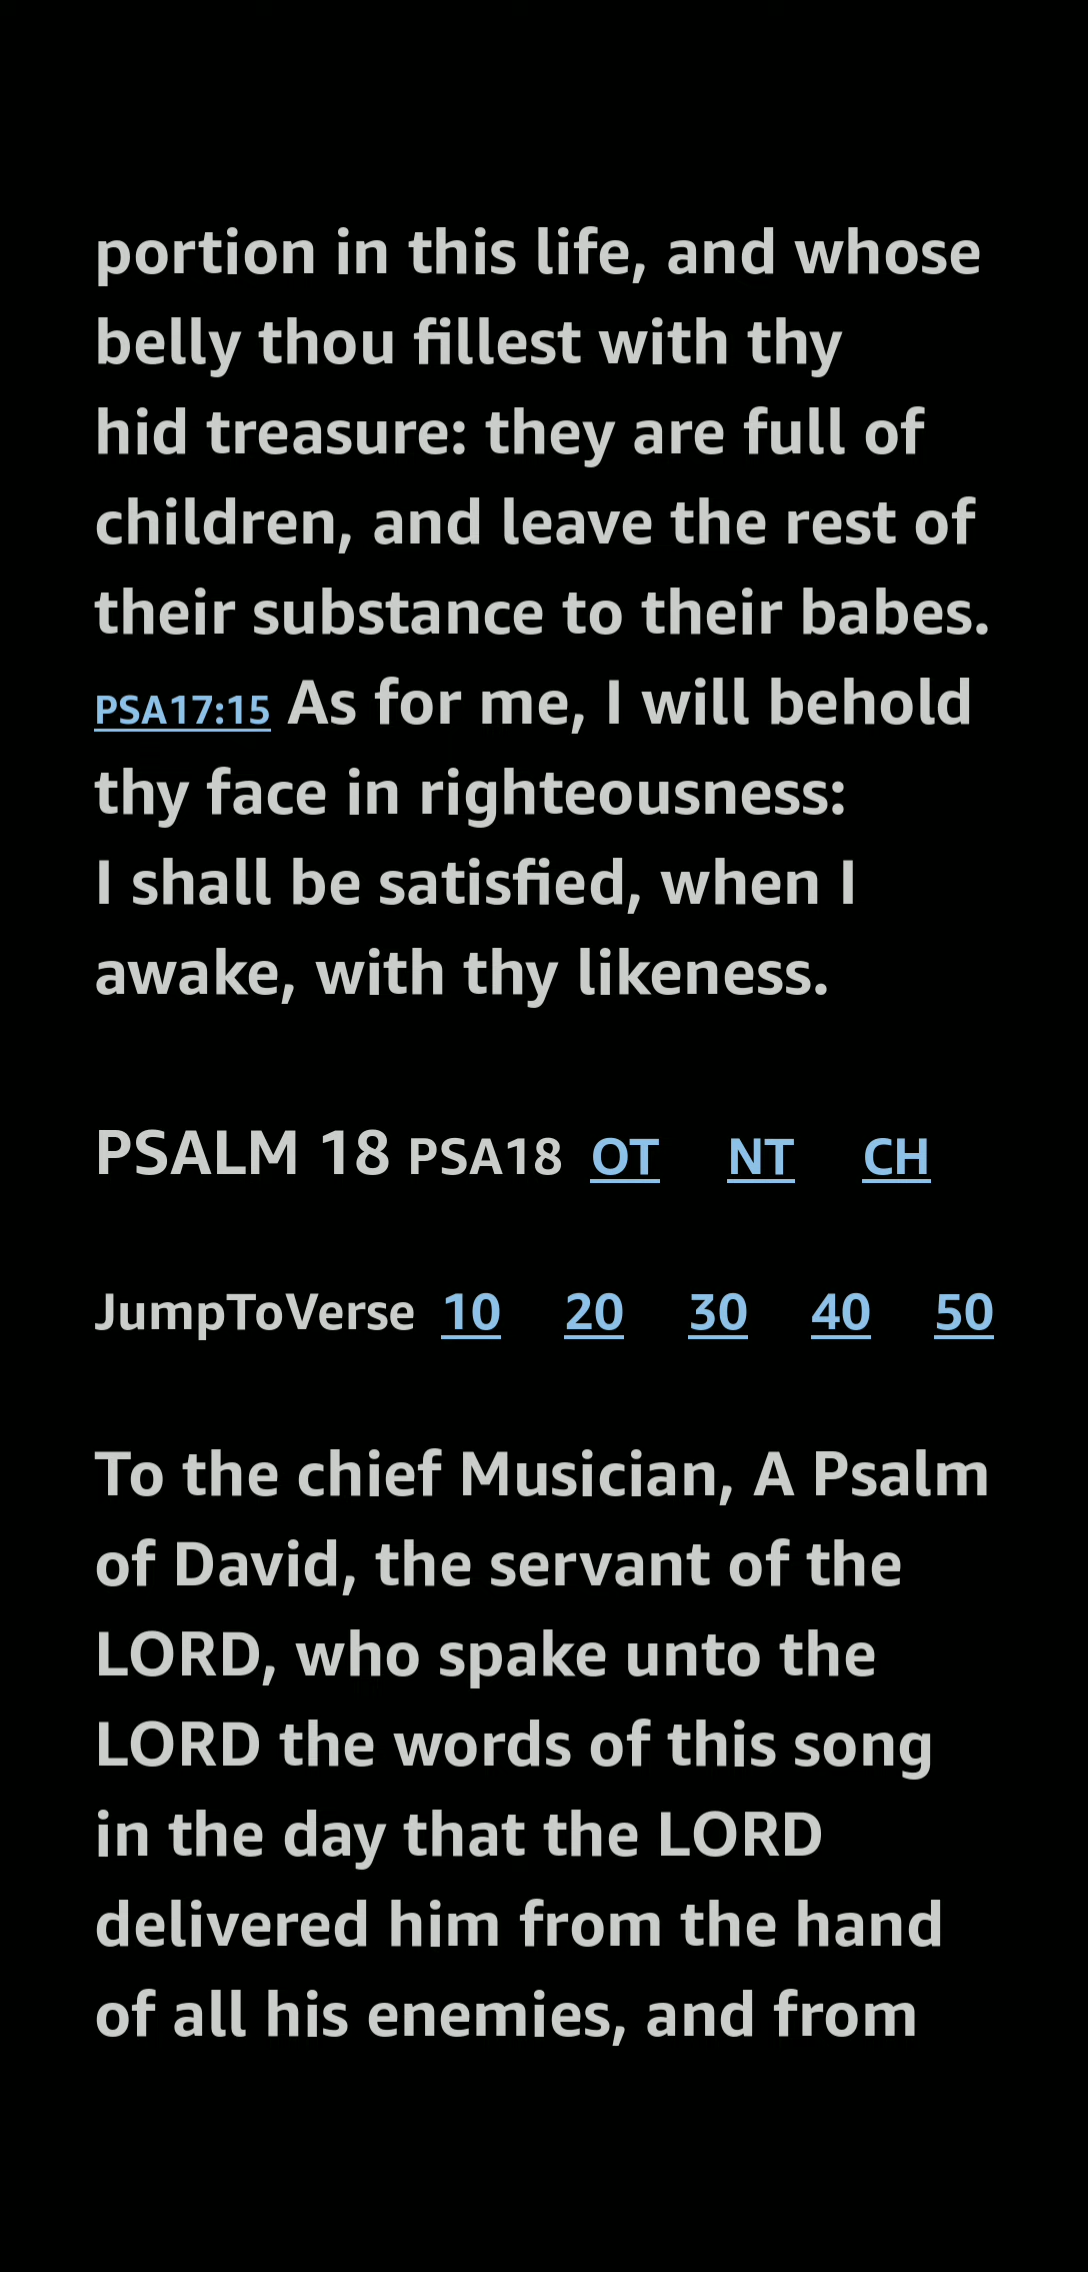 portion in this life, and whose
belly thou fillest with thy
hid treasure: they are full of
children, and leave the rest of
their substance to their babes.
PSA17:15 As for me, I will behold
thy face in righteousness:
I shall be satisfied, when I
awake, with thy likeness.
PSALM 18 PSA18 OT NT CH
JumpToVerse 10 20 30 40 50
To the chief Musician, A Psalm
of David, the servant of the
LORD, who spake unto the
LORD the words of this song
in the day that the LORD
delivered him from the hand
of all his enemies, and from